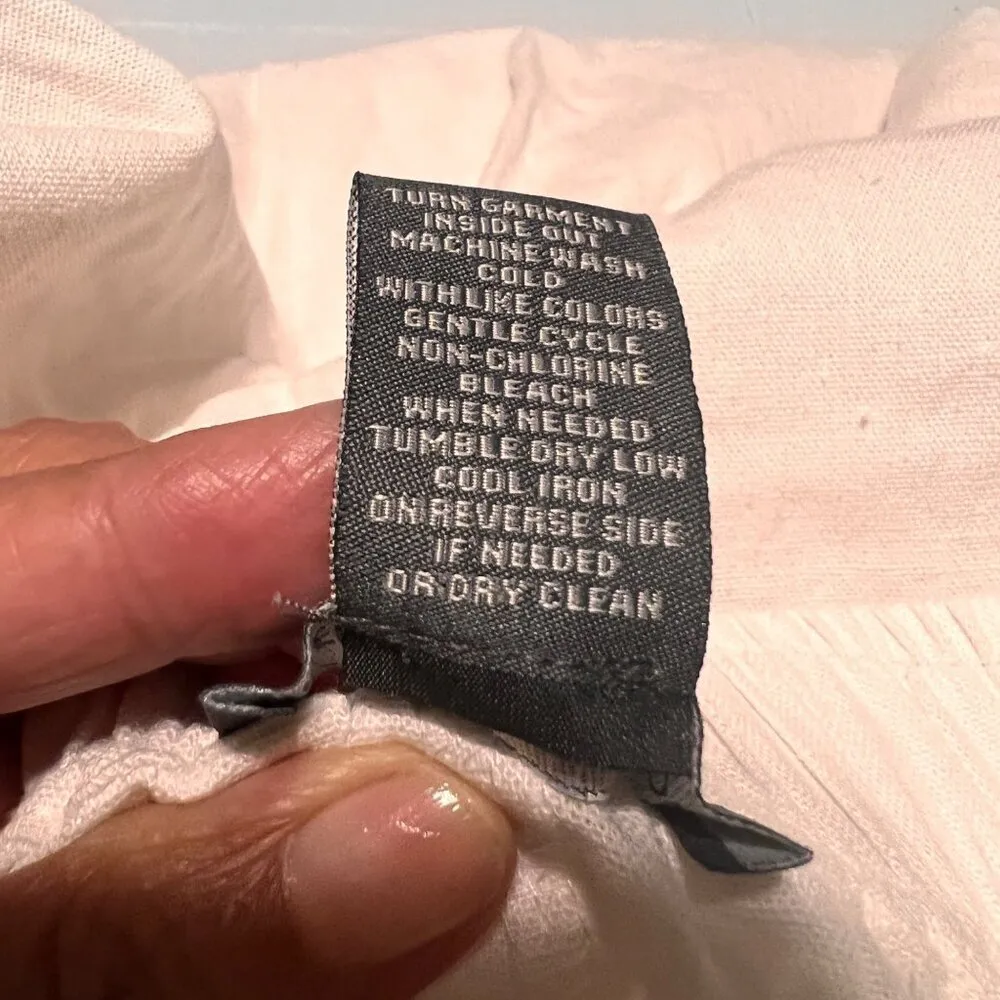 TURN GARMENT
INSIDE OUT
MACHINE WASH
COLD
WITH LIKE COLORS
GENTLE CYCLE
NON-CHLORINE
BLEACH
WHEN NEEDED
TUMBLE DRY LOW
COOL IRON
ON REVERSE SIDE
IF NEEDED
OR DRY CLEAN